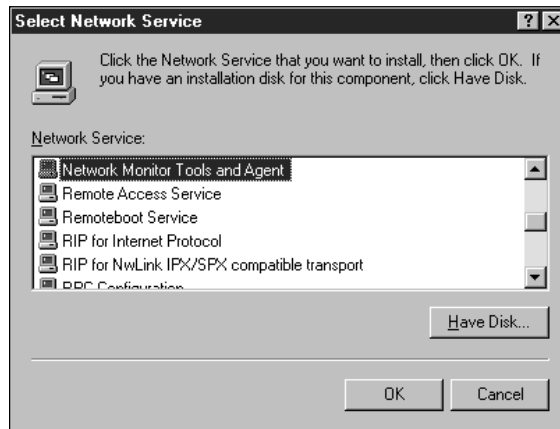 Select Network Service
Click the Network Service that you want to install, then click OK. If
you have an installation disk for this component, click Have Disk.
Network Service:
Network Monitor Tools and Agent
Remote Access Service
Remoteboot Service
RIP for Internet Protocol
RIP for NwLink IPX/SPX compatible transport
RPC Configuration
Have Disk...
OK Cancel